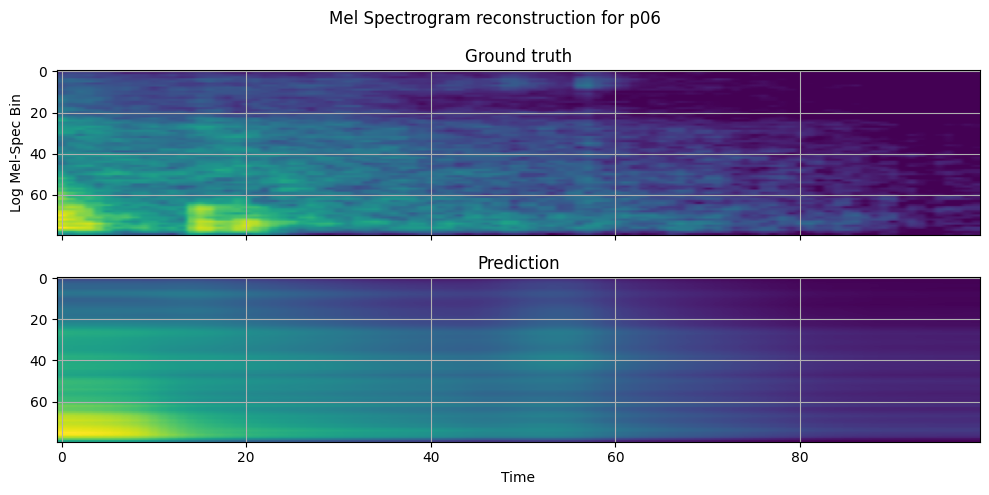 Mel Spectrogram reconstruction for p06
Ground truth
0
20
40
60
Log Mel-Spec Bin
Prediction
0
20
40
60
0 20 40 60 80
Time